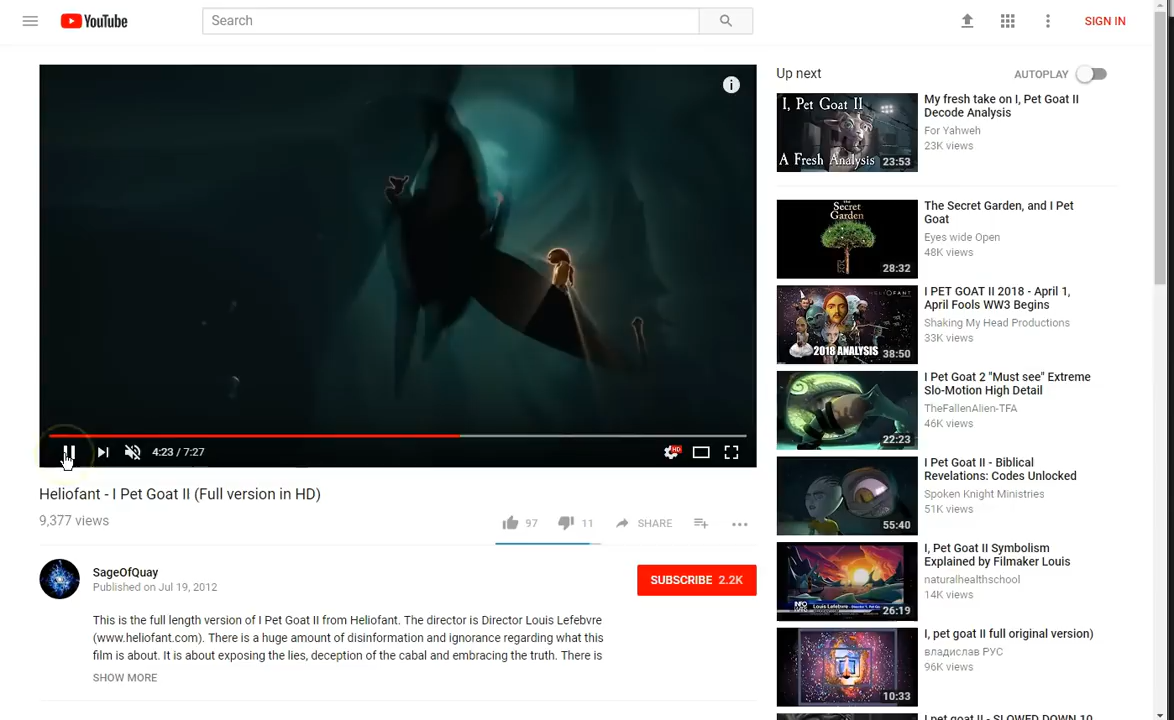 YouTube
Search
SIGN IN
i
4:23 / 7:27
HD
Heliofant - I Pet Goat II (Full version in HD)
9,377 views
97
11
SHARE
SageOfQuay
Published on Jul 19, 2012
SUBSCRIBE 2.2K
This is the full length version of I Pet Goat II from Heliofant. The director is Director Louis Lefebvre
(www.heliofant.com). There is a huge amount of disinformation and ignorance regarding what this
film is about. It is about exposing the lies, deception of the cabal and embracing the truth. There is
SHOW MORE
Up next
AUTOPLAY
I, Pet Goat II
A Fresh Analysis
23:53
My fresh take on I, Pet Goat II
Decode Analysis
For Yahweh
23K views
the
Secret
Garden
28:32
The Secret Garden, and I Pet
Goat
Eyes wide Open
48K views
HELIOFANT
2018 ANALYSIS
38:50
I PET GOAT II 2018 - April 1,
April Fools WW3 Begins
Shaking My Head Productions
33K views
22:23
I Pet Goat 2 "Must see" Extreme
Slo-Motion High Detail
TheFallenAlien-TFA
46K views
55:40
I Pet Goat II - Biblical
Revelations: Codes Unlocked
Spoken Knight Ministries
51K views
26:19
I, Pet Goat II Symbolism
Explained by Filmaker Louis
naturalhealthschool
14K views
10:33
I, pet goat II full original version)
владислав РУС
96K views
I pet goat II - SLOWED DOWN 10